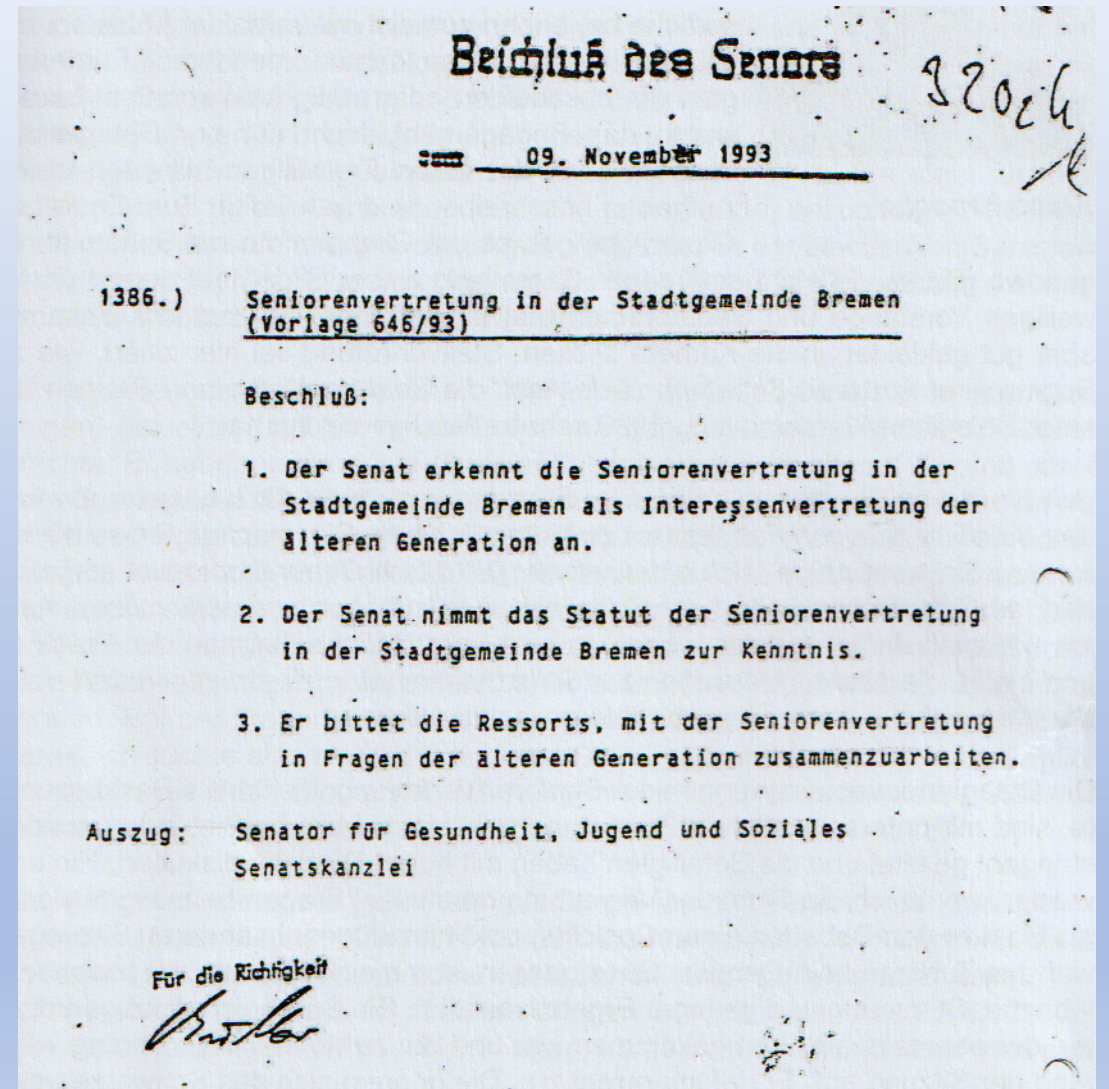 Beschluß des Senats
vom 09. November 1993
1386.) Seniorenvertretung in der Stadtgemeinde Bremen
(Vorlage 646/93)
Beschluß:
1. Der Senat erkennt die Seniorenvertretung in der
Stadtgemeinde Bremen als Interessenvertretung der
älteren Generation an.
2. Der Senat nimmt das Statut der Seniorenvertretung
in der Stadtgemeinde Bremen zur Kenntnis.
3. Er bittet die Ressorts, mit der Seniorenvertretung
in Fragen der älteren Generation zusammenzuarbeiten.
Auszug: Senator für Gesundheit, Jugend und Soziales
Senatskanzlei
Für die Richtigkeit